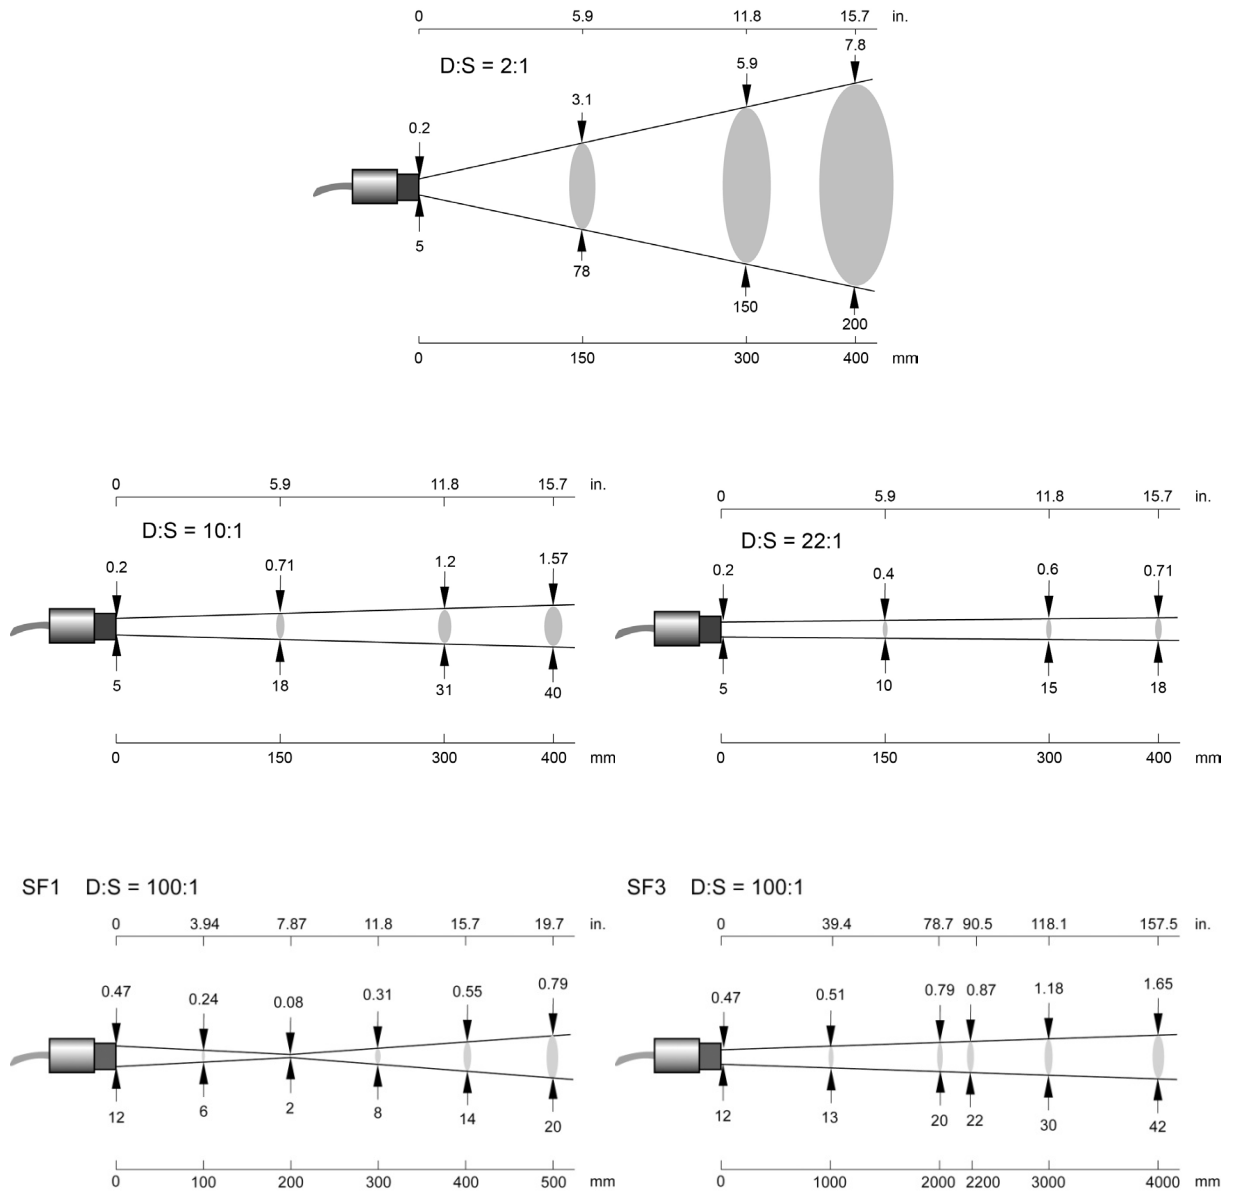 0 5.9 11.8 15.7 in.
7.8
D:S = 2:1
5.9
3.1
0.2
5
78
150
200
0 150 300 400 mm
0 5.9 11.8 15.7 in.
D:S = 10:1
0.2 0.71 1.2 1.57
5 18 31 40
0 150 300 400 mm
0 5.9 11.8 15.7 in.
D:S = 22:1
0.2 0.4 0.6 0.71
5 10 15 18
0 150 300 400 mm
SF1 D:S = 100:1
0 3.94 7.87 11.8 15.7 19.7 in.
0.47 0.24 0.08 0.31 0.55 0.79
12 6 2 8 14 20
0 100 200 300 400 500 mm
SF3 D:S = 100:1
0 39.4 78.7 90.5 118.1 157.5 in.
0.47 0.51 0.79 0.87 1.18 1.65
12 13 20 22 30 42
0 1000 2000 2200 3000 4000 mm